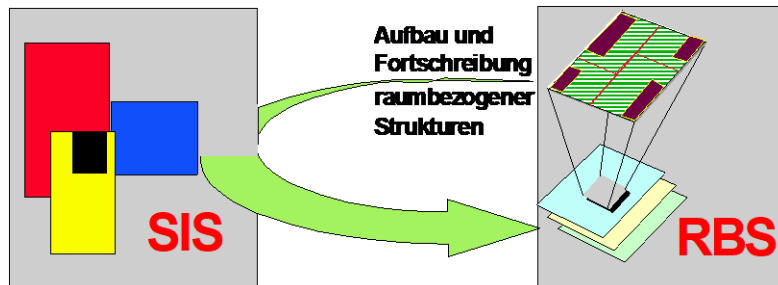 Aufbau und
Fortschreibung
raumbezogener
Strukturen
SIS
RBS